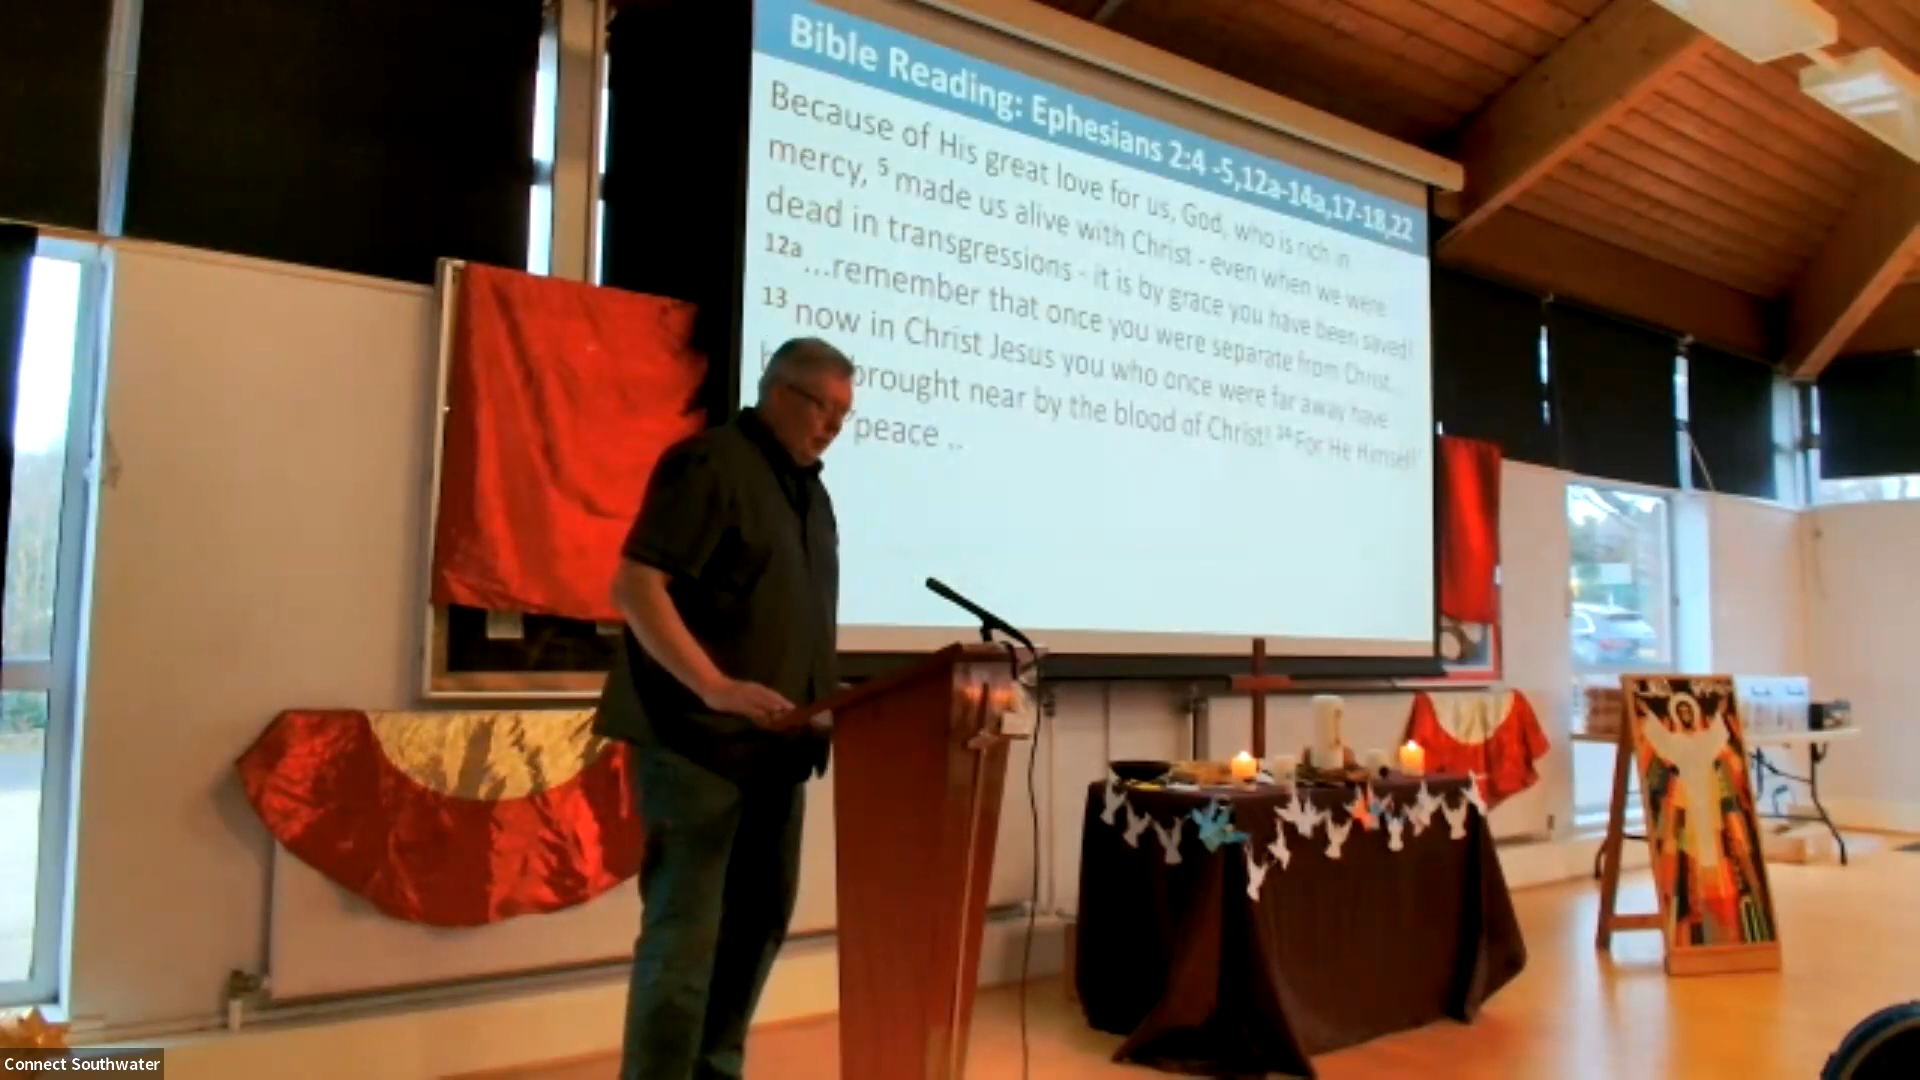 Bible Reading: Ephesians 2:4 -5,12a-14a,17-18,22
Because of His great love for us, God, who is rich in
mercy, 5 made us alive with Christ - even when we were
dead in transgressions - it is by grace you have been saved!
12a ...remember that once you were separate from Christ...
13 now in Christ Jesus you who once were far away have
brought near by the blood of Christ! 14 For He Himself
peace ..
Connect Southwater